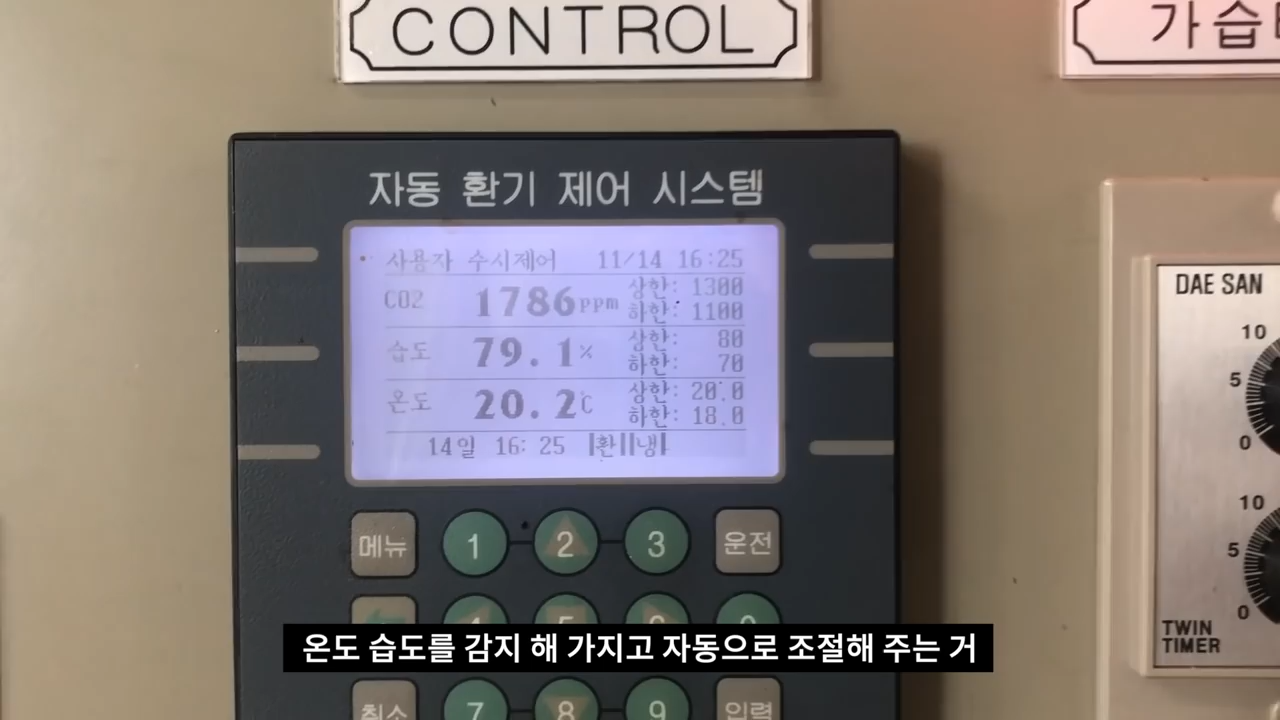 CONTROL
자동 환기 제어 시스템
사용자 수시제어 11/14 16:25
CO2 1786ppm 상한: 1300
하한: 1100
습도 79.1% 상한: 80
하한: 70
온도 20.2℃ 상한: 20.0
하한: 18.0
14일 16:25 환 냉
메뉴 1 2 3 운전
취소 7 8 9 입력
DAE SAN
10
5
0
10
5
0
TWIN
TIMER
온도 습도를 감지 해 가지고 자동으로 조절해 주는 거